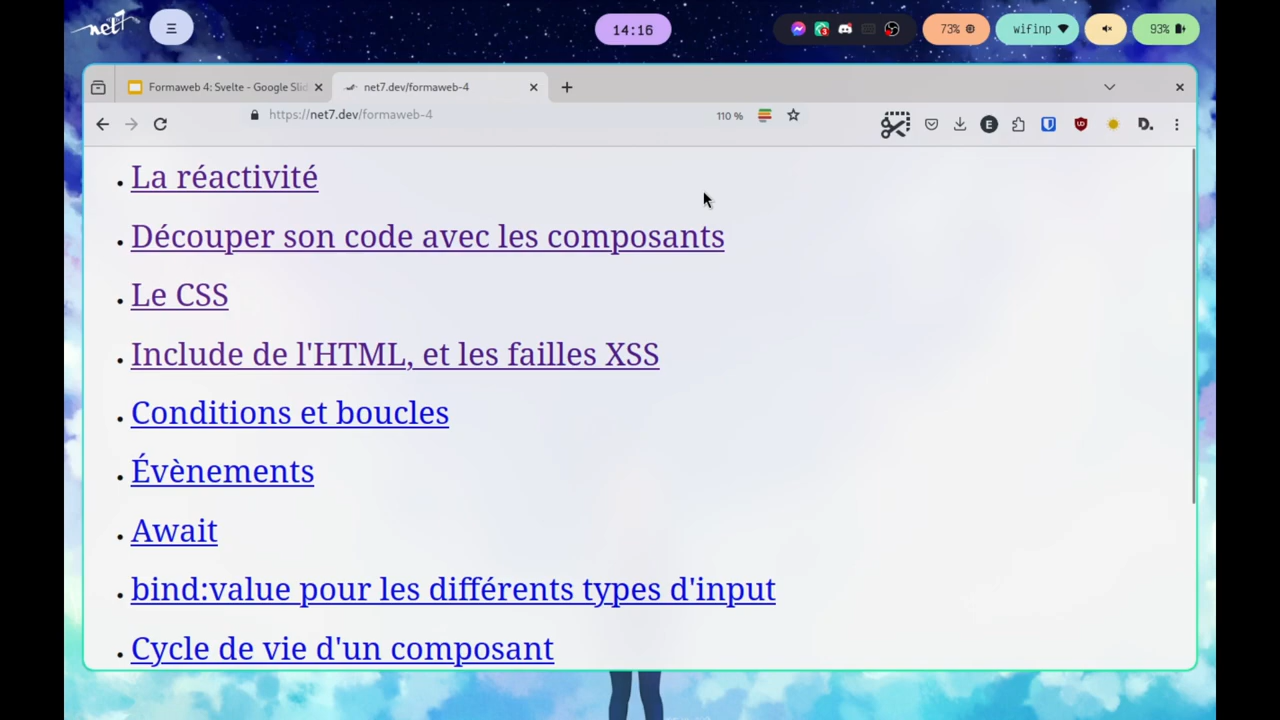 net7
14:16
3
73%
wifinp
93%
Formaweb 4: Svelte - Google Slid
net7.dev/formaweb-4
https://net7.dev/formaweb-4
110 %
E
D.
La réactivité
Découper son code avec les composants
Le CSS
Include de l'HTML, et les failles XSS
Conditions et boucles
Évènements
Await
bind:value pour les différents types d'input
Cycle de vie d'un composant